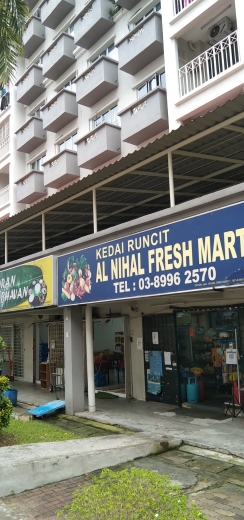 KEDAI RUNCIT
AL NIHAL FRESH MART
TEL : 03-8996 2570